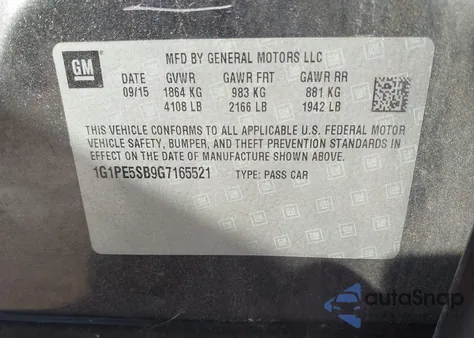 GM
MFD BY GENERAL MOTORS LLC
DATE GVWR GAWR FRT GAWR RR
09/15 1864 KG 983 KG 881 KG
4108 LB 2166 LB 1942 LB
THIS VEHICLE CONFORMS TO ALL APPLICABLE U.S. FEDERAL MOTOR
VEHICLE SAFETY, BUMPER, AND THEFT PREVENTION STANDARDS
IN EFFECT ON THE DATE OF MANUFACTURE SHOWN ABOVE.
1G1PE5SB9G7165521 TYPE: PASS CAR
autoSnap